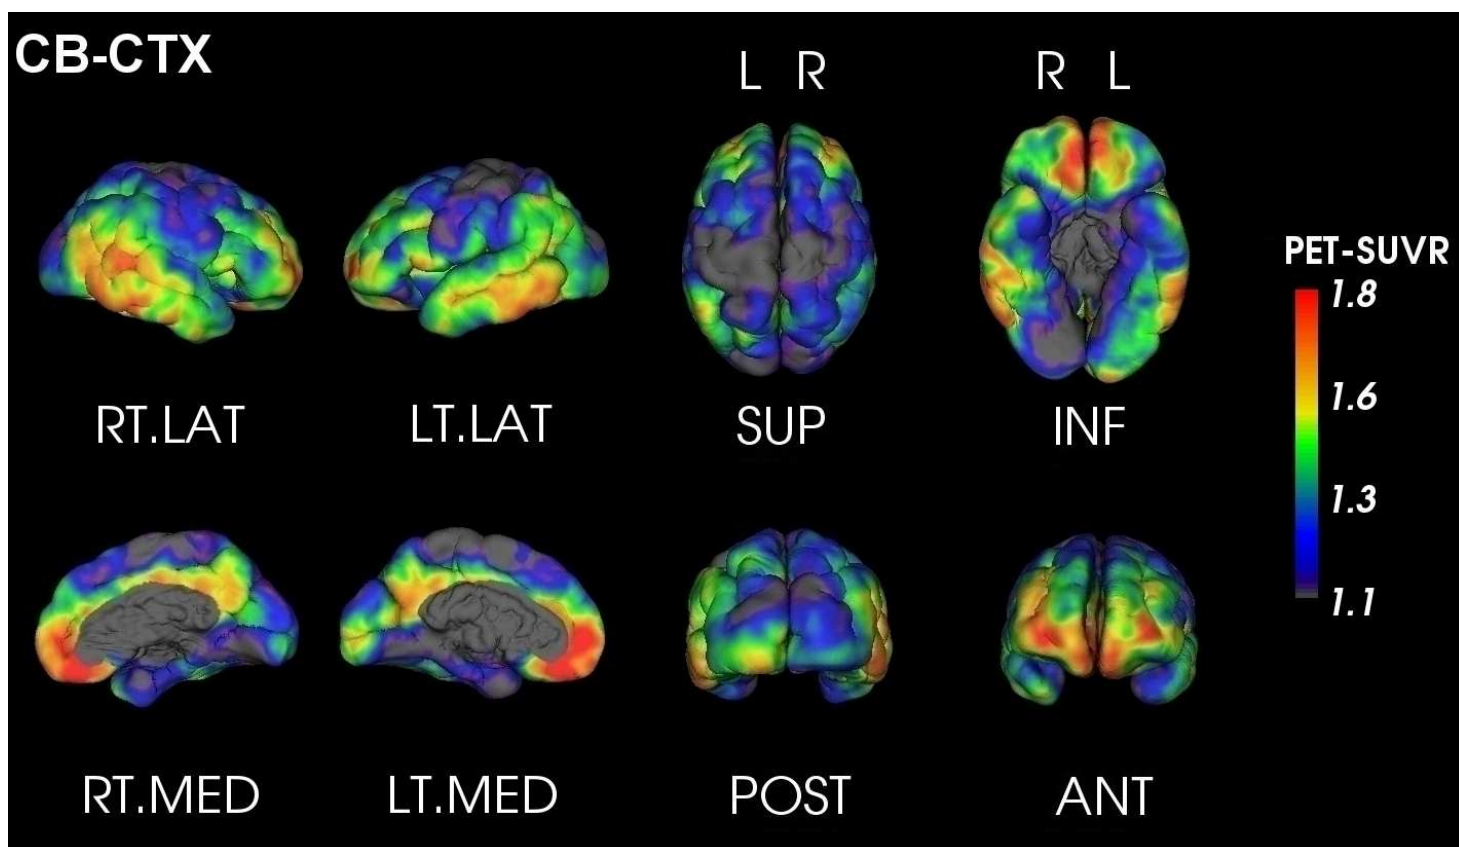 CB-CTX
L R
R L
RT.LAT
LT.LAT
SUP
INF
PET-SUVR
1.8
1.6
1.3
1.1
RT.MED
LT.MED
POST
ANT